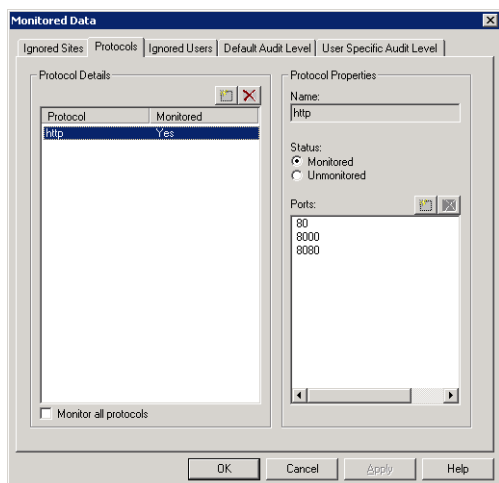 Monitored Data
Ignored Sites Protocols Ignored Users Default Audit Level User Specific Audit Level
Protocol Details
Protocol Monitored
http Yes
Monitor all protocols
Protocol Properties
Name:
http
Status:
Monitored
Unmonitored
Ports:
80
8000
8080
OK Cancel Apply Help